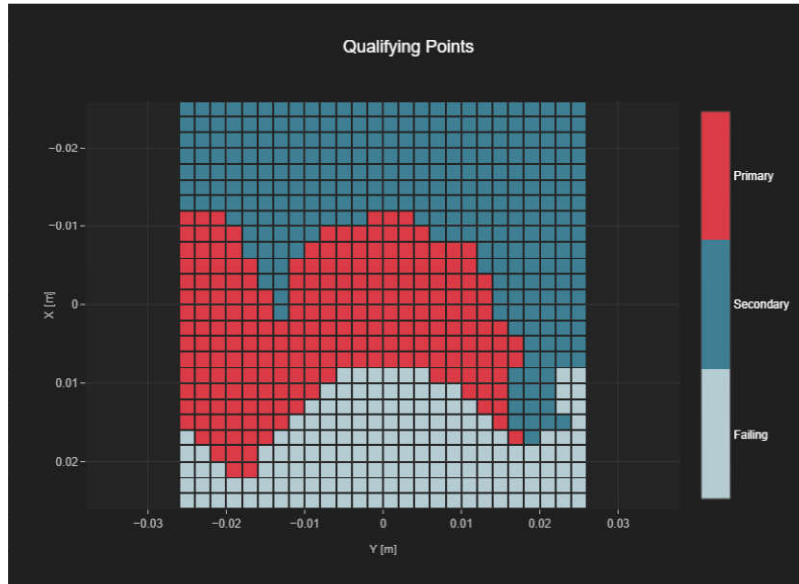 Qualifying Points
X [m]
−0.02
−0.01
0
0.01
0.02
−0.03
−0.02
−0.01
0
0.01
0.02
0.03
Y [m]
Primary
Secondary
Failing